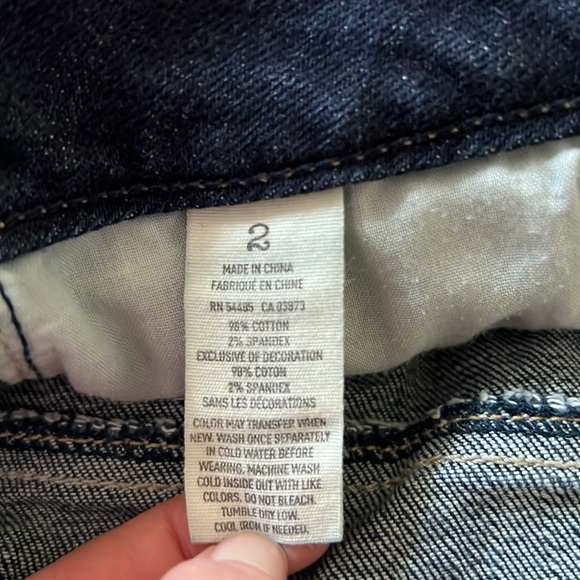 2
MADE IN CHINA
FABRIQUÉ EN CHINE
RN 54485 CA 03973
98% COTTON
2% SPANDEX
EXCLUSIVE OF DECORATION
98% COTON
2% SPANDEX
SANS LES DÉCORATIONS
COLOR MAY TRANSFER WHEN
NEW. WASH ONCE SEPARATELY
IN COLD WATER BEFORE
WEARING. MACHINE WASH
COLD INSIDE OUT WITH LIKE
COLORS. DO NOT BLEACH.
TUMBLE DRY LOW.
COOL IRON IF NEEDED.